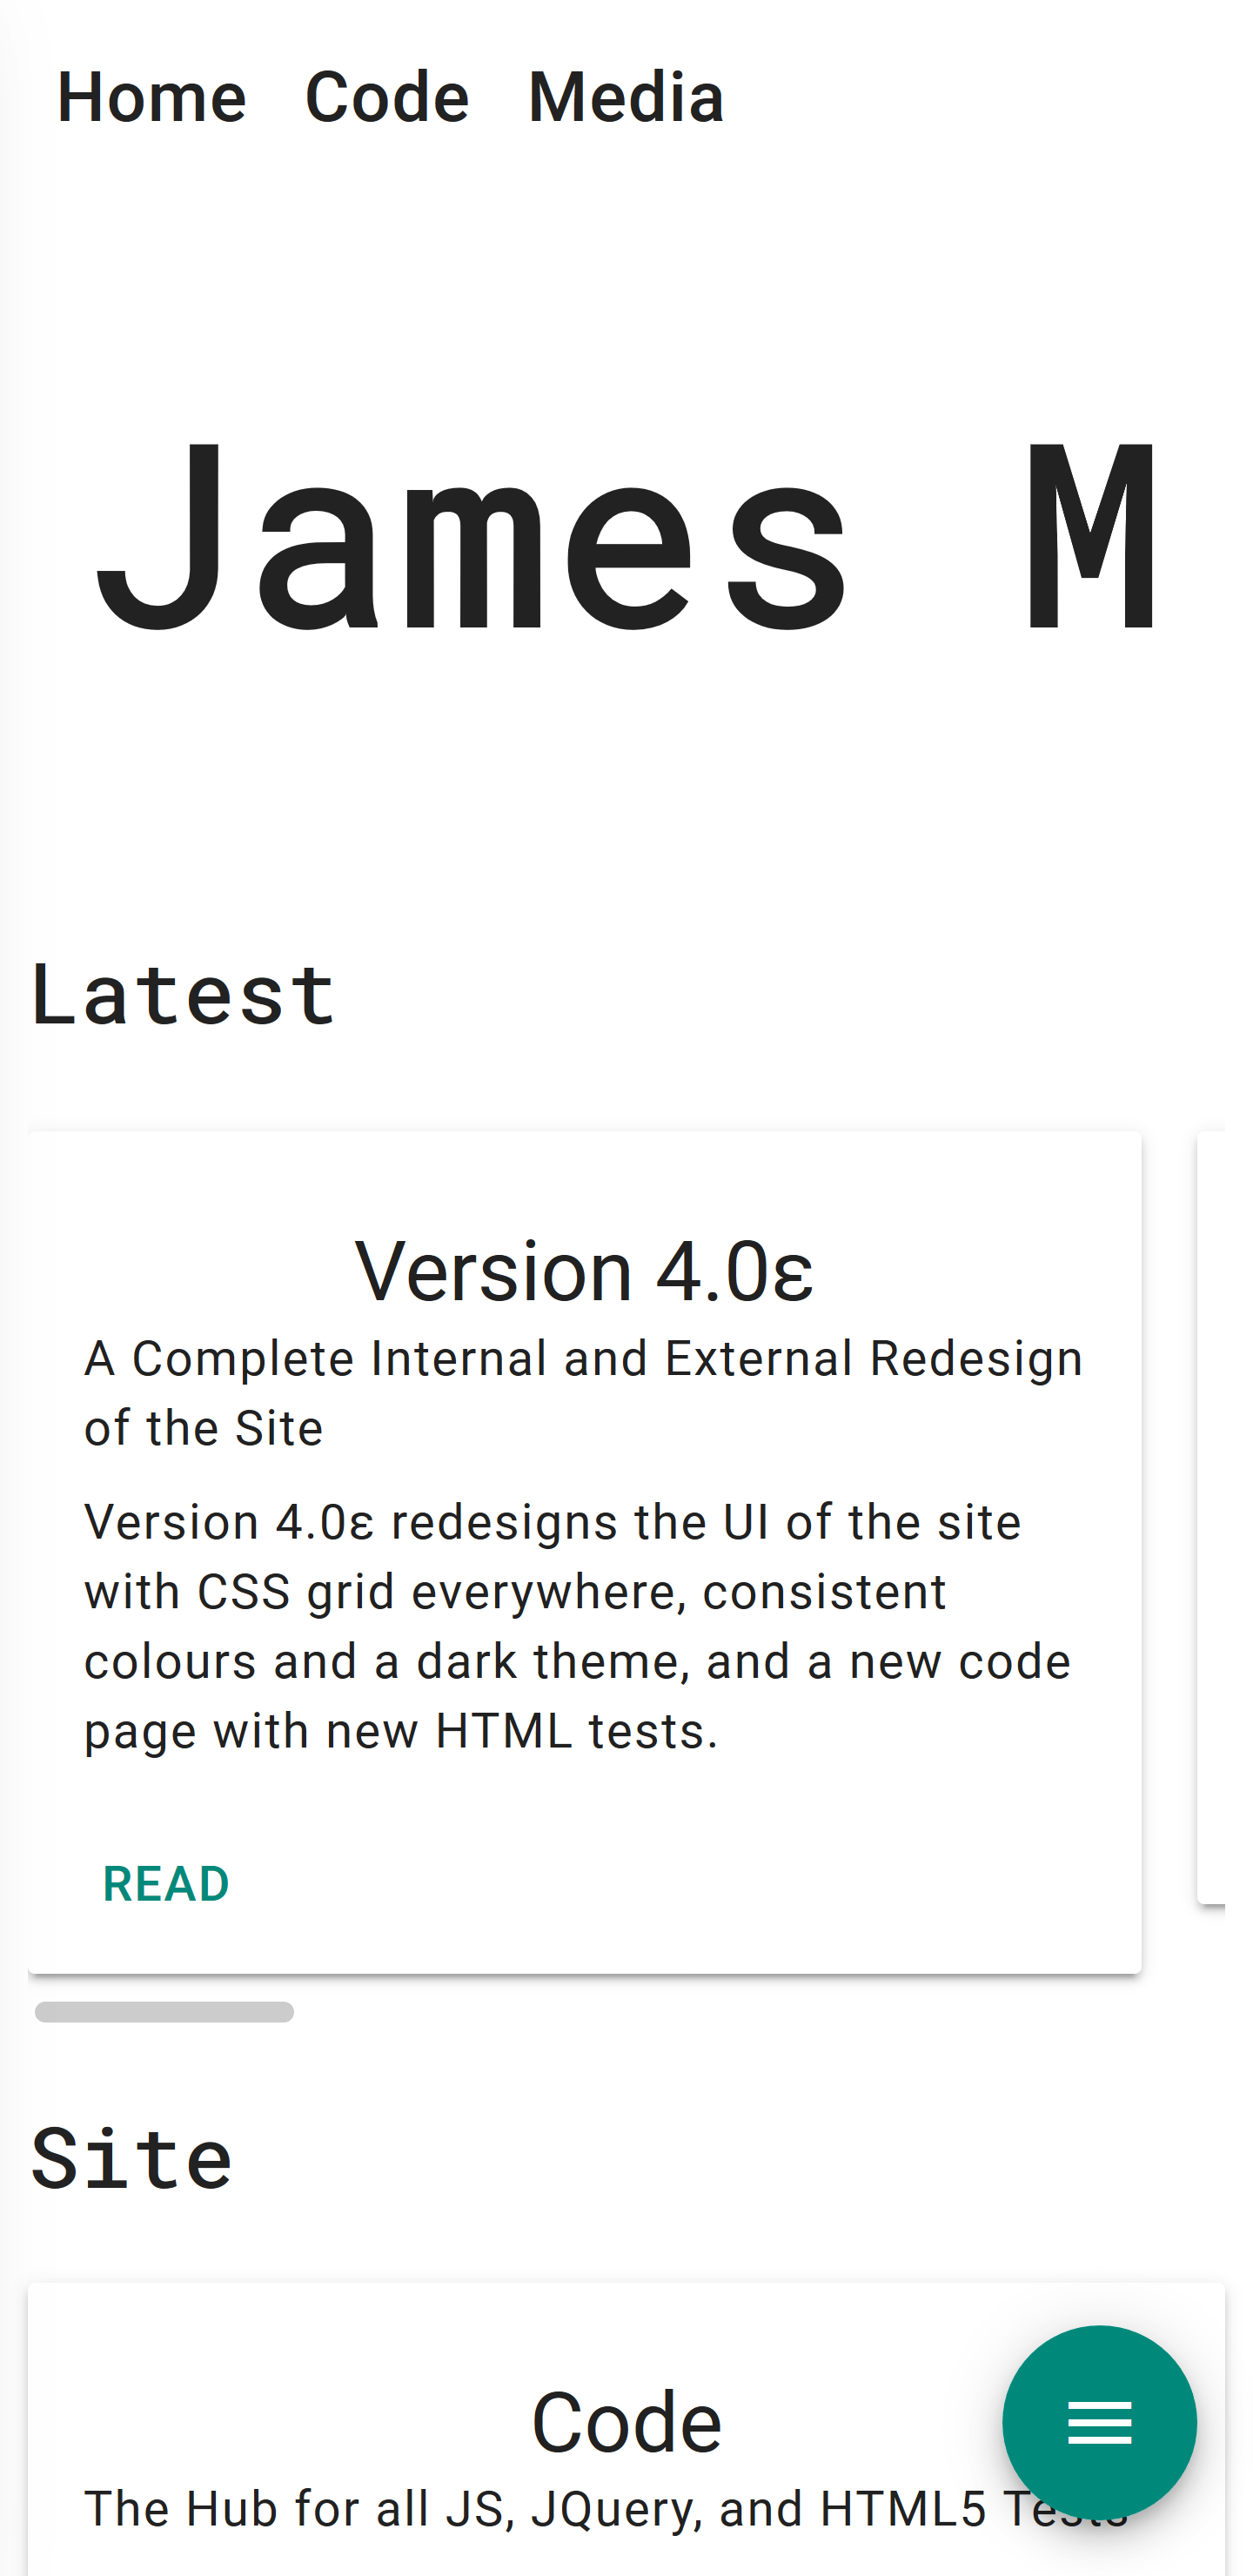 Home Code Media
James M
Latest
Version 4.0ε
A Complete Internal and External Redesign
of the Site
Version 4.0ε redesigns the UI of the site
with CSS grid everywhere, consistent
colours and a dark theme, and a new code
page with new HTML tests.
READ
Site
Code
The Hub for all JS, JQuery, and HTML5 Tests